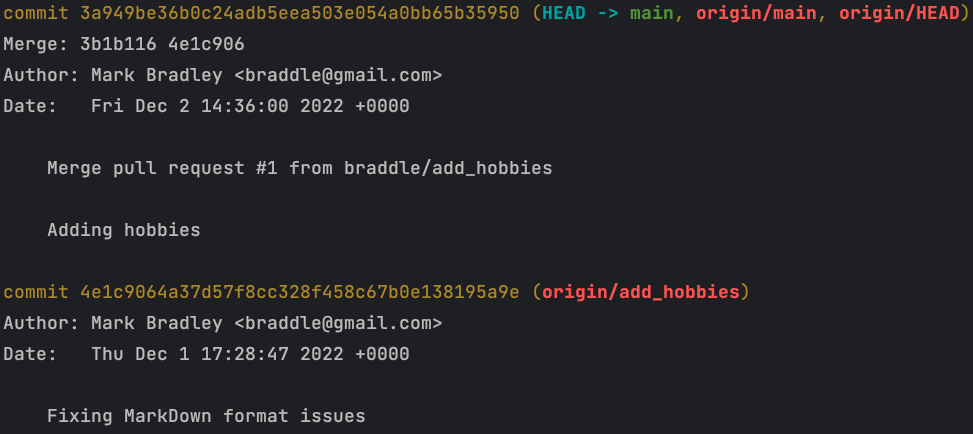 commit 3a949be36b0c24adb5eea503e054a0bb65b35950 (HEAD -> main, origin/main, origin/HEAD)
Merge: 3b1b116 4e1c906
Author: Mark Bradley <braddle@gmail.com>
Date:   Fri Dec 2 14:36:00 2022 +0000
    Merge pull request #1 from braddle/add_hobbies
    Adding hobbies
commit 4e1c9064a37d57f8cc328f458c67b0e138195a9e (origin/add_hobbies)
Author: Mark Bradley <braddle@gmail.com>
Date:   Thu Dec 1 17:28:47 2022 +0000
    Fixing MarkDown format issues